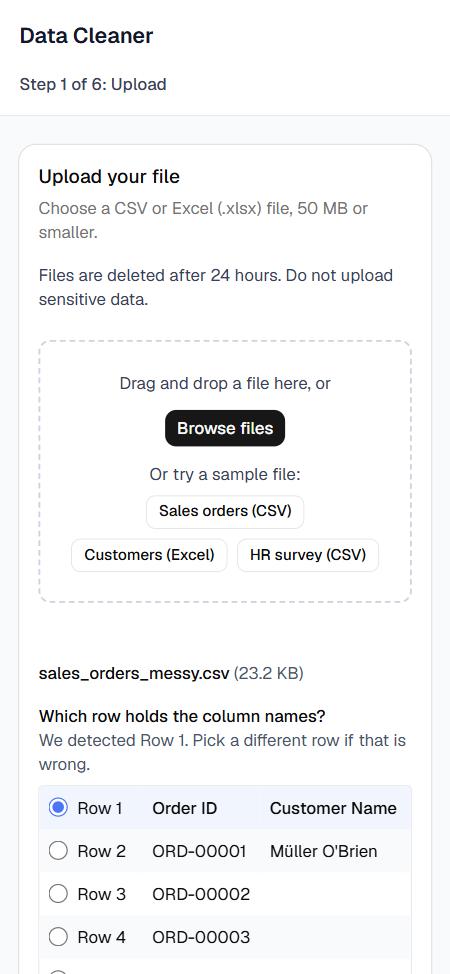 Data Cleaner
Step 1 of 6: Upload
Upload your file
Choose a CSV or Excel (.xlsx) file, 50 MB or
smaller.
Files are deleted after 24 hours. Do not upload
sensitive data.
Drag and drop a file here, or
Browse files
Or try a sample file:
Sales orders (CSV)
Customers (Excel) HR survey (CSV)
sales_orders_messy.csv (23.2 KB)
Which row holds the column names?
We detected Row 1. Pick a different row if that is
wrong.
Row 1 Order ID Customer Name
Row 2 ORD-00001 Müller O'Brien
Row 3 ORD-00002
Row 4 ORD-00003